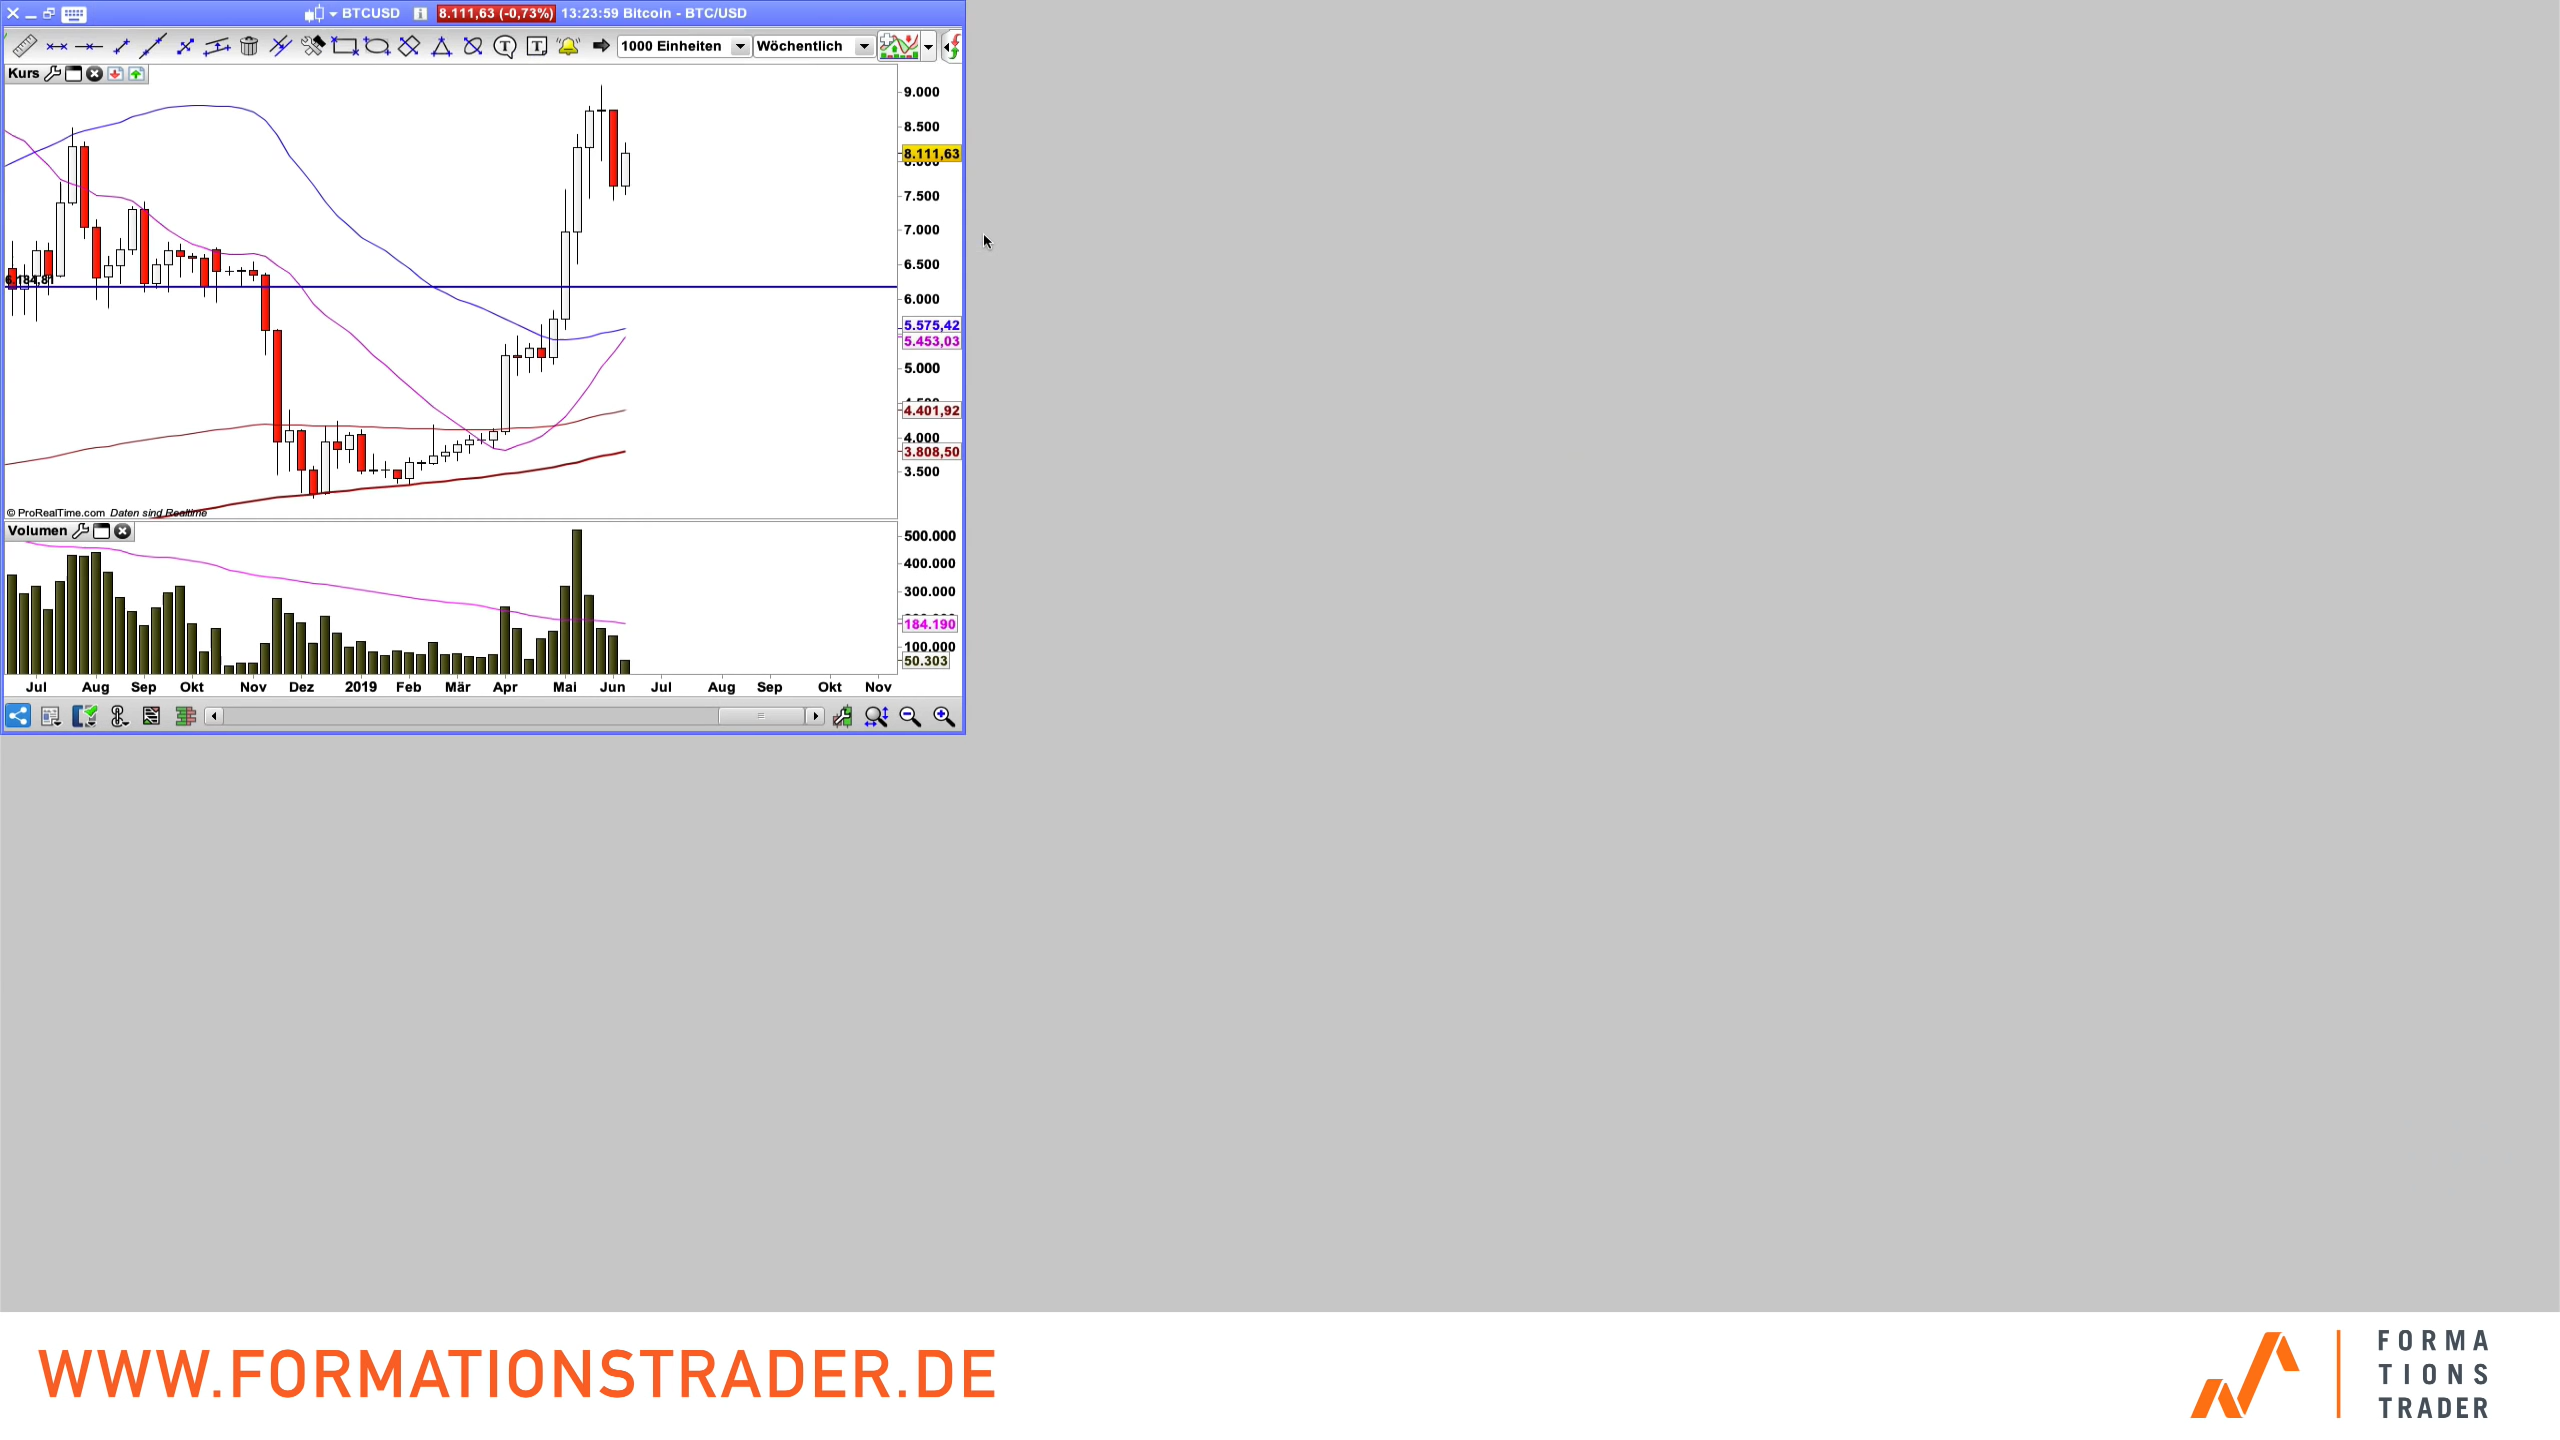 BTCUSD 8.111,63 (-0,73%) 13:23:59 Bitcoin - BTC/USD
1000 Einheiten Wöchentlich
Kurs
9.000
8.500
8.111,63
7.500
7.000
6.500
6.184,81
6.000
5.575,42
5.453,03
5.000
4.401,92
4.000
3.808,50
3.500
© ProRealTime.com Daten sind Realtime
Volumen
500.000
400.000
300.000
184.190
100.000
50.303
Jul Aug Sep Okt Nov Dez 2019 Feb Mär Apr Mai Jun Jul Aug Sep Okt Nov
WWW.FORMATIONSTRADER.DE
FORMA
TIONS
TRADER